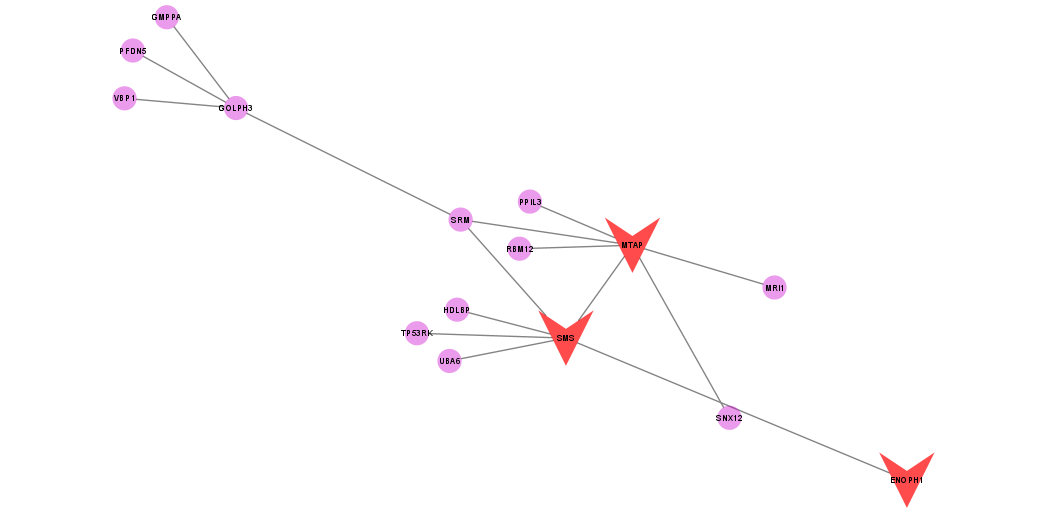 GMPPA
PFDN5
VBP1
GOLPH3
PPIL3
SRM
MTAP
RBM12
MRI1
HDLBP
TP53RK
SMS
UBA6
SNX12
ENOPH1